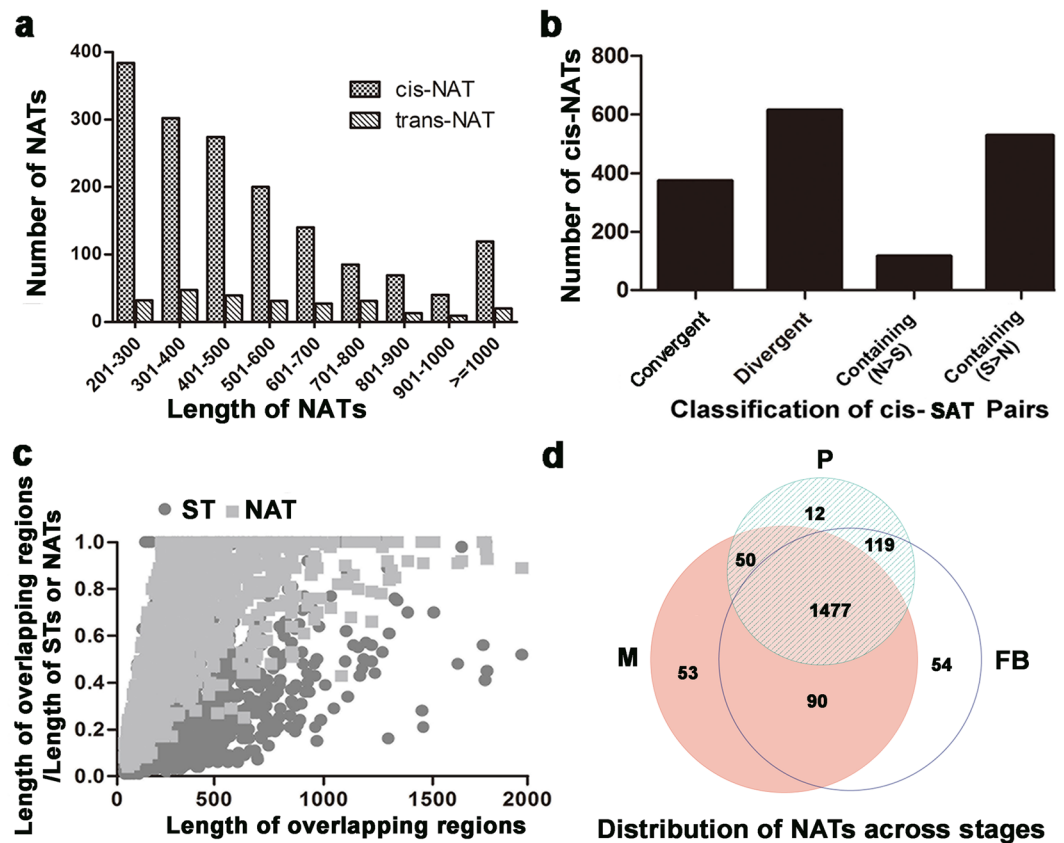 a
Number of NATs
400
300
200
100
0
cis-NAT
trans-NAT
201-300
301-400
401-500
501-600
601-700
701-800
801-900
901-1000
>=1000
Length of NATs
b
Number of cis-NATs
800
600
400
200
0
Convergent
Divergent
Containing
(N>S)
Containing
(S>N)
Classification of cis- SAT Pairs
c
Length of overlapping regions
/Length of STs or NATs
ST NAT
1.0
0.8
0.6
0.4
0.2
0.0
0 500 1000 1500 2000
Length of overlapping regions
d
P
12
50
119
1477
M
53
54
FB
90
Distribution of NATs across stages